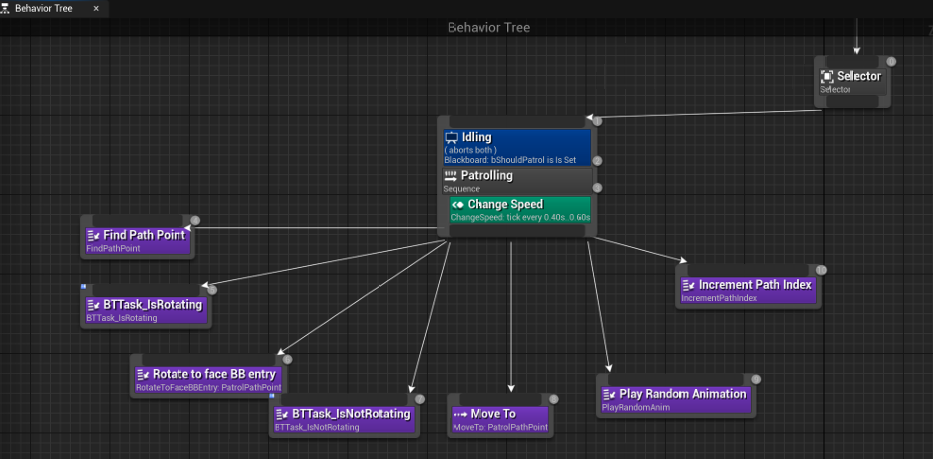 Behavior Tree
Behavior Tree
Selector
Selector
Idling
( aborts both )
Blackboard: bShouldPatrol is Is Set
Patrolling
Sequence
Change Speed
ChangeSpeed: tick every 0.40s..0.60s
Find Path Point
FindPathPoint
BTTask_IsRotating
BTTask_IsRotating
Rotate to face BB entry
RotateToFaceBBEntry: PatrolPathPoint
BTTask_IsNotRotating
BTTask_IsNotRotating
Move To
MoveTo: PatrolPathPoint
Play Random Animation
PlayRandomAnim
Increment Path Index
IncrementPathIndex